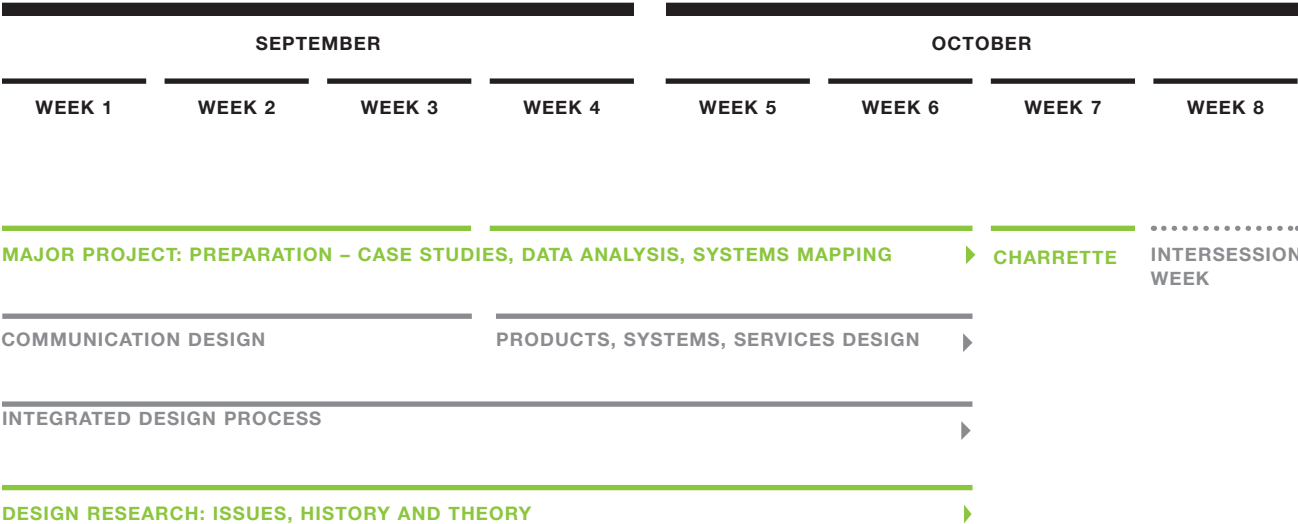 SEPTEMBER OCTOBER
WEEK 1 WEEK 2 WEEK 3 WEEK 4 WEEK 5 WEEK 6 WEEK 7 WEEK 8
MAJOR PROJECT: PREPARATION – CASE STUDIES, DATA ANALYSIS, SYSTEMS MAPPING
CHARRETTE
INTERSESSION
WEEK
COMMUNICATION DESIGN
PRODUCTS, SYSTEMS, SERVICES DESIGN
INTEGRATED DESIGN PROCESS
DESIGN RESEARCH: ISSUES, HISTORY AND THEORY